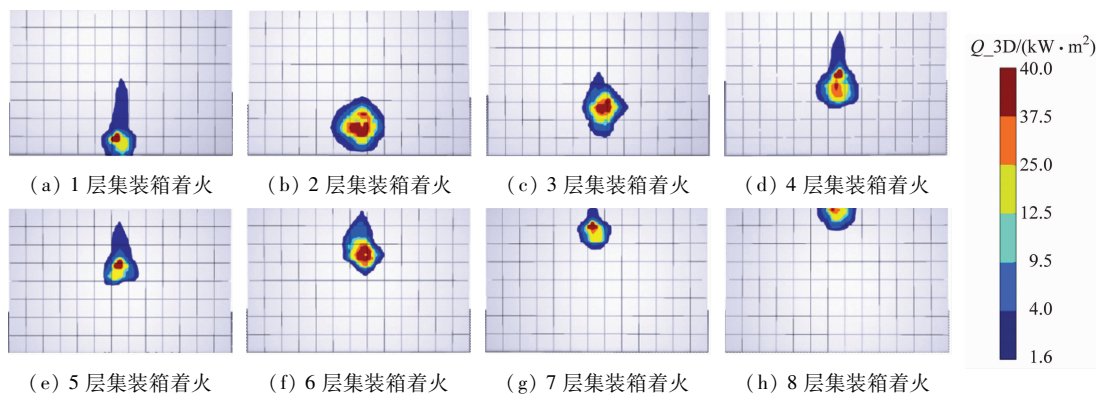 Q_3D/(kW·m²)
40.0
37.5
25.0
12.5
9.5
4.0
1.6
(a) 1 层集装箱着火
(b) 2 层集装箱着火
(c) 3 层集装箱着火
(d) 4 层集装箱着火
(e) 5 层集装箱着火
(f) 6 层集装箱着火
(g) 7 层集装箱着火
(h) 8 层集装箱着火